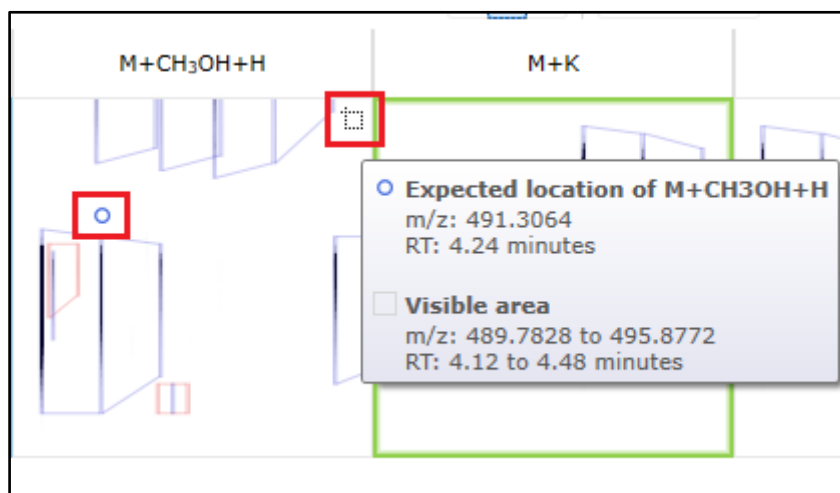 M+CH₃OH+H
M+K
Expected location of M+CH3OH+H
m/z: 491.3064
RT: 4.24 minutes
Visible area
m/z: 489.7828 to 495.8772
RT: 4.12 to 4.48 minutes